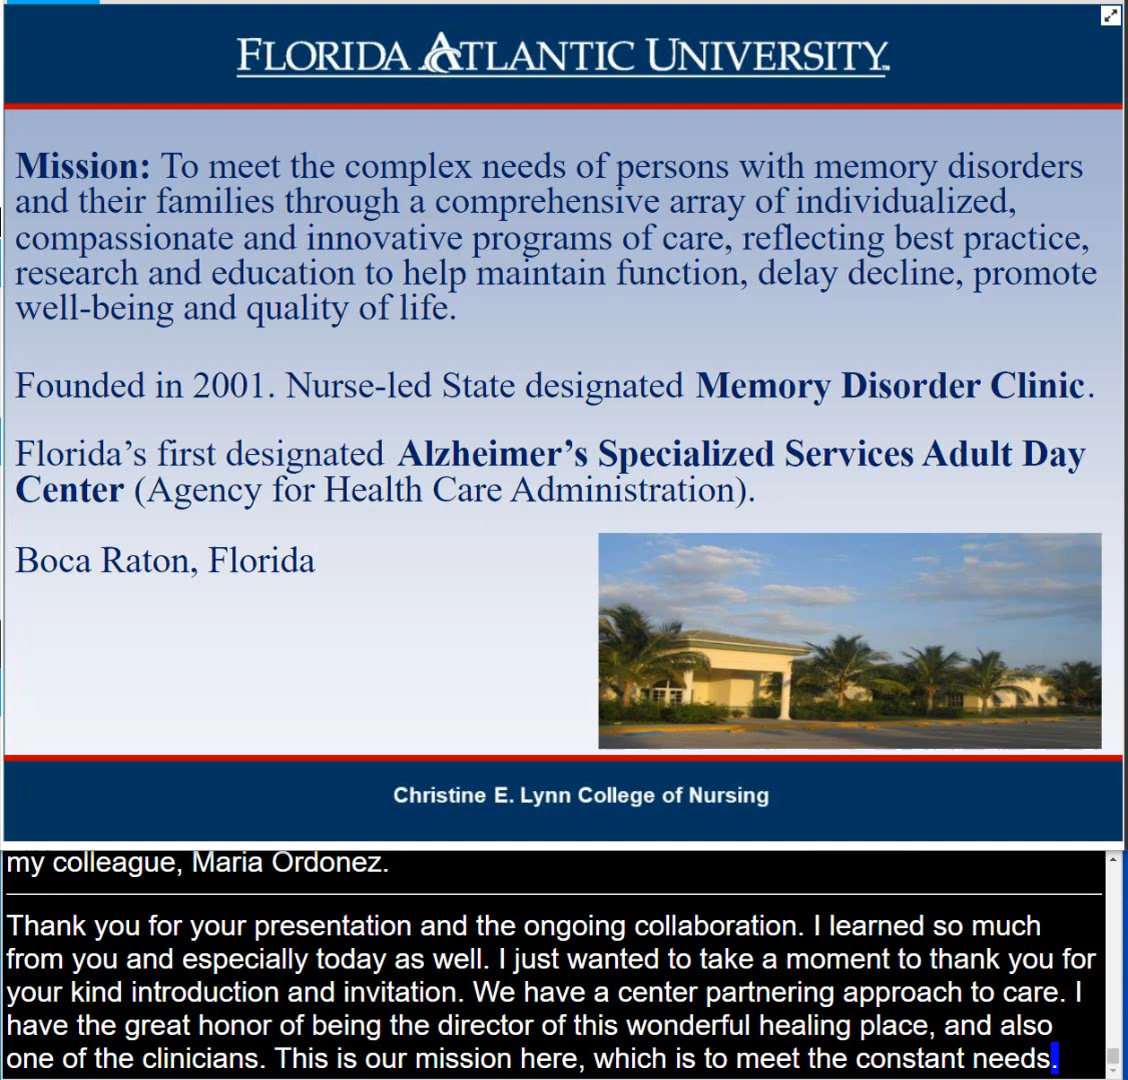 FLORIDA ATLANTIC UNIVERSITY™
Mission: To meet the complex needs of persons with memory disorders
and their families through a comprehensive array of individualized,
compassionate and innovative programs of care, reflecting best practice,
research and education to help maintain function, delay decline, promote
well-being and quality of life.
Founded in 2001. Nurse-led State designated Memory Disorder Clinic.
Florida’s first designated Alzheimer’s Specialized Services Adult Day
Center (Agency for Health Care Administration).
Boca Raton, Florida
Christine E. Lynn College of Nursing
my colleague, Maria Ordonez.
Thank you for your presentation and the ongoing collaboration. I learned so much
from you and especially today as well. I just wanted to take a moment to thank you for
your kind introduction and invitation. We have a center partnering approach to care. I
have the great honor of being the director of this wonderful healing place, and also
one of the clinicians. This is our mission here, which is to meet the constant needs.